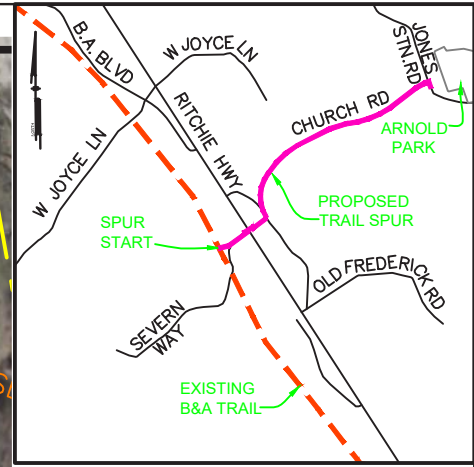 B.A. BLVD
W JOYCE LN
JONES
STN. RD
RITCHIE HWY
CHURCH RD
ARNOLD
PARK
W JOYCE LN
PROPOSED
TRAIL SPUR
SPUR
START
OLD FREDERICK RD
SEVERN
WAY
EXISTING
B&A TRAIL